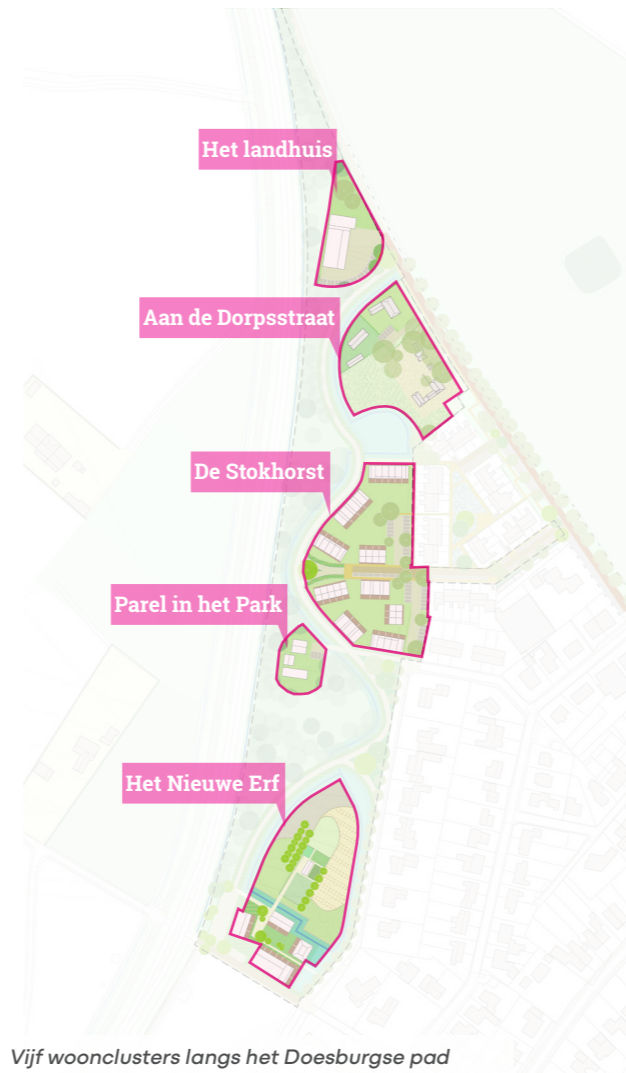 Het landhuis
Aan de Dorpsstraat
De Stokhorst
Parel in het Park
Het Nieuwe Erf
Vijf woonclusters langs het Doesburgse pad